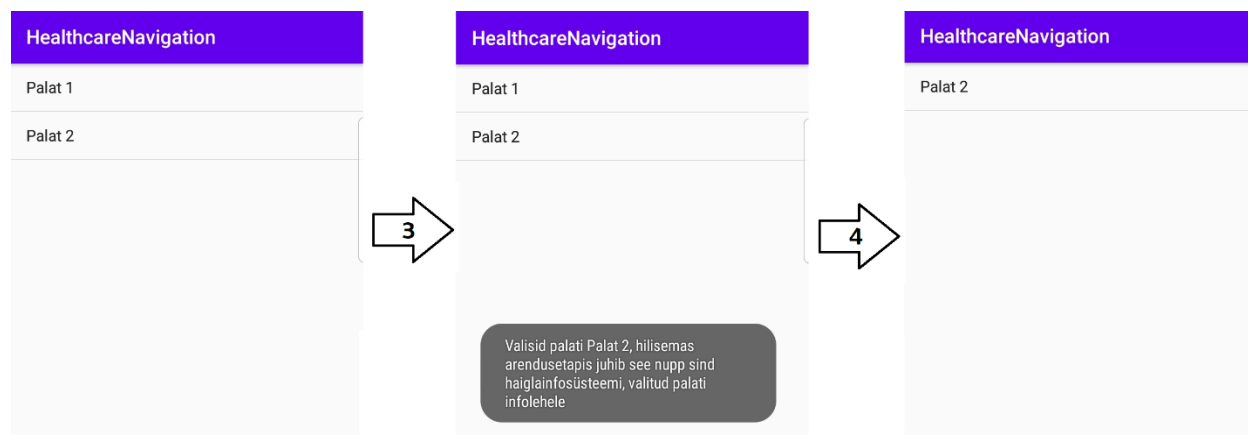 HealthcareNavigation
Palat 1
Palat 2
3
HealthcareNavigation
Palat 1
Palat 2
Valisid palati Palat 2, hilisemas
arendusetapis juhib see nupp sind
haiglainfosüsteemi, valitud palati
infolehele
4
HealthcareNavigation
Palat 2